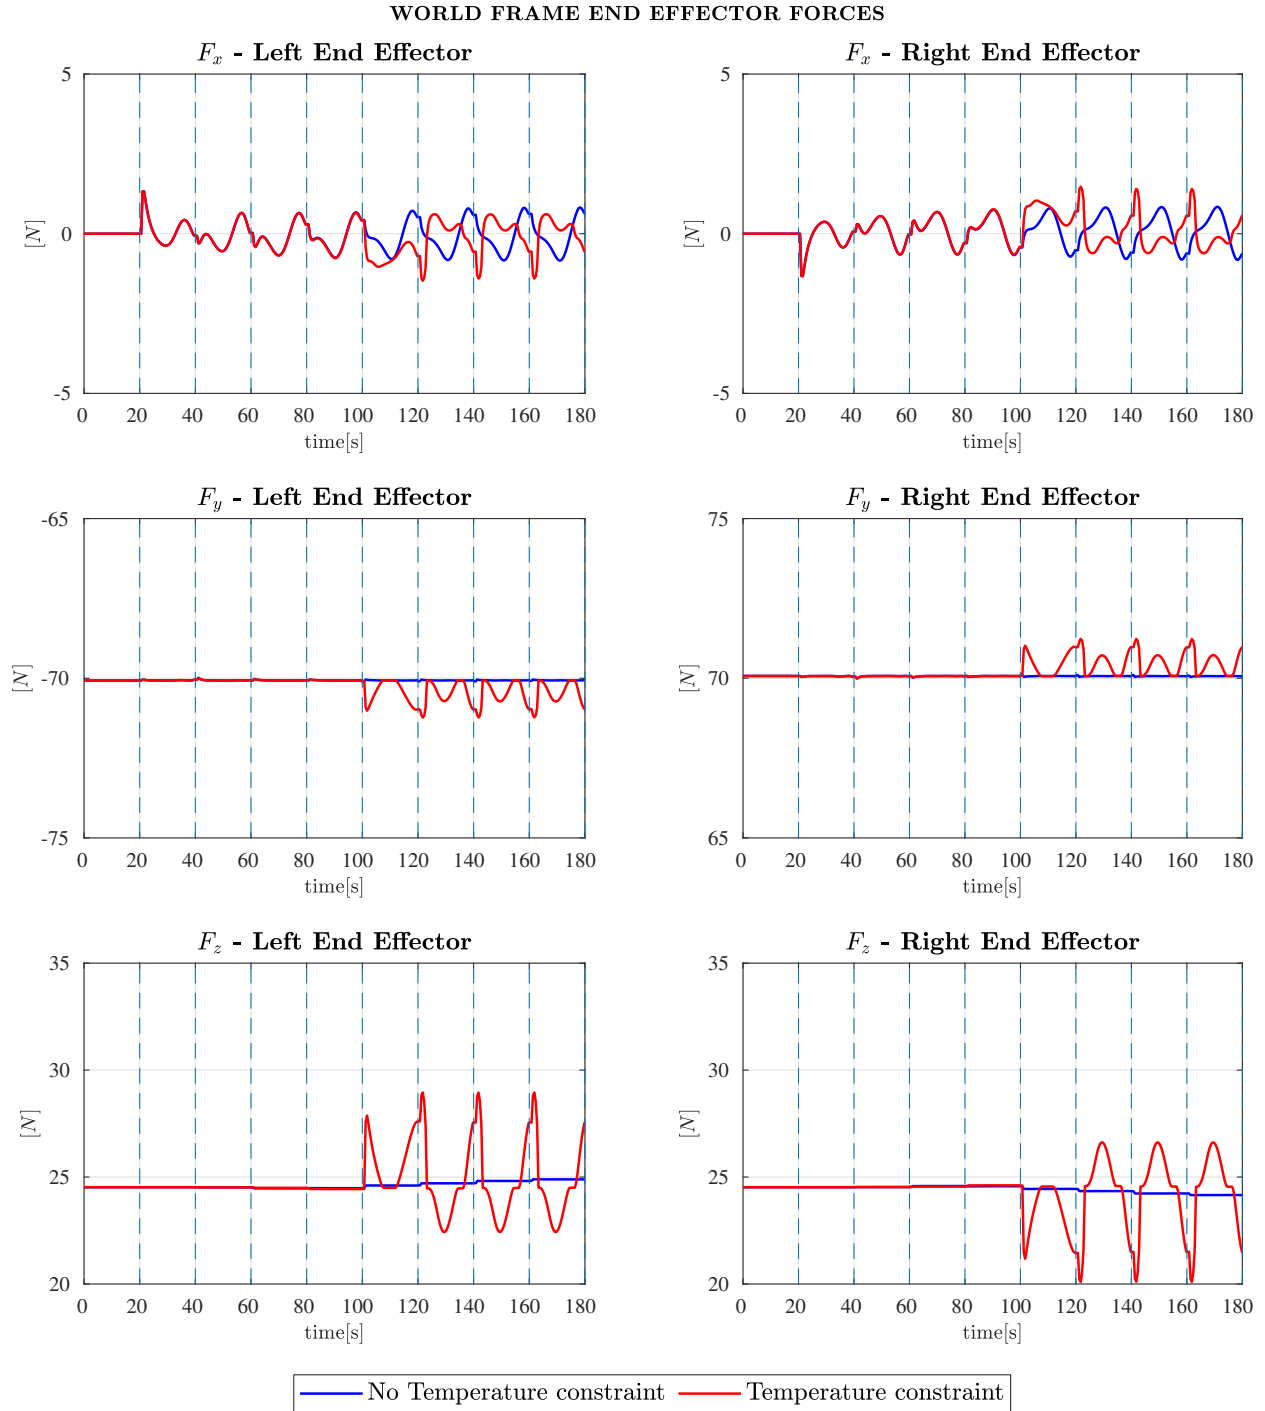 WORLD FRAME END EFFECTOR FORCES
Fx - Left End Effector
Fx - Right End Effector
5
0
-5
[N]
0 20 40 60 80 100 120 140 160 180
time[s]
5
0
-5
[N]
0 20 40 60 80 100 120 140 160 180
time[s]
Fy - Left End Effector
Fy - Right End Effector
-65
-70
-75
[N]
0 20 40 60 80 100 120 140 160 180
time[s]
75
70
65
[N]
0 20 40 60 80 100 120 140 160 180
time[s]
Fz - Left End Effector
Fz - Right End Effector
35
30
25
20
[N]
0 20 40 60 80 100 120 140 160 180
time[s]
35
30
25
20
[N]
0 20 40 60 80 100 120 140 160 180
time[s]
No Temperature constraint
Temperature constraint